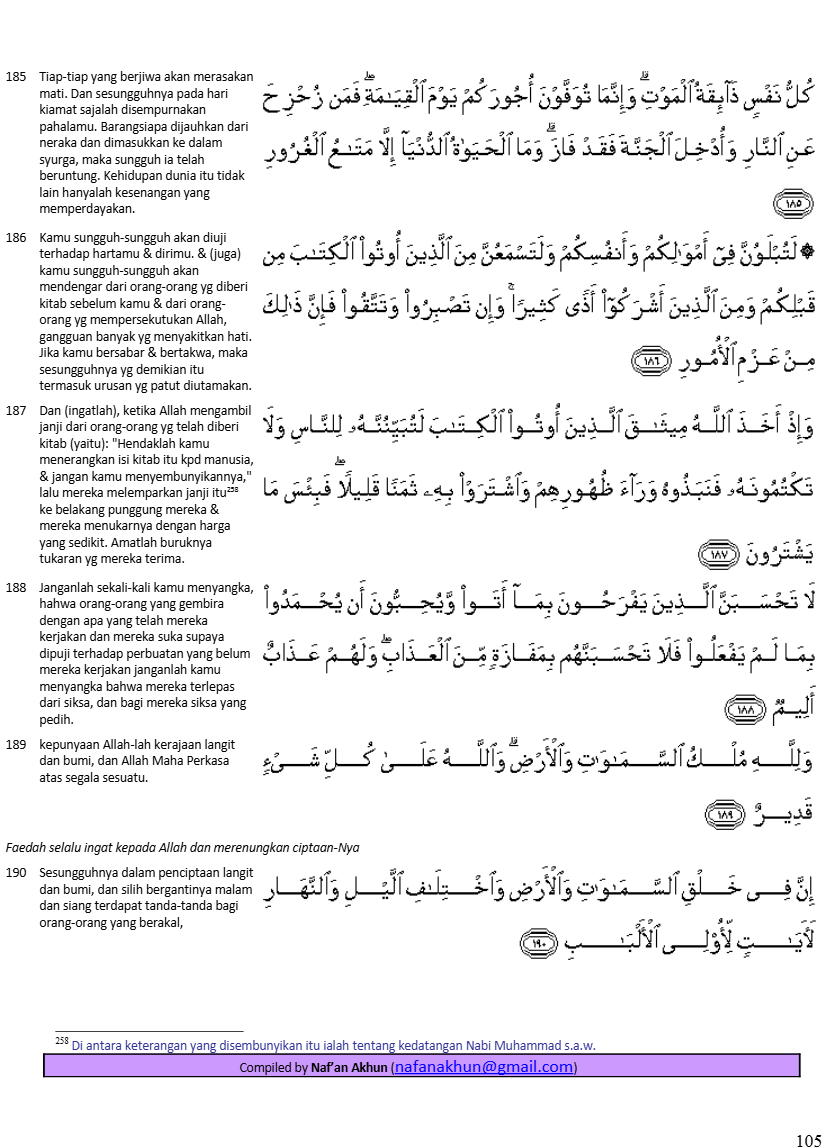 185 Tiap-tiap yang berjiwa akan merasakan
mati. Dan sesungguhnya pada hari
kiamat sajalah disempurnakan
pahalamu. Barangsiapa dijauhkan dari
neraka dan dimasukkan ke dalam
syurga, maka sungguh ia telah
beruntung. Kehidupan dunia itu tidak
lain hanyalah kesenangan yang
memperdayakan.
كُلُّ نَفْسٍ ذَآئِقَةُ ٱلْمَوْتِ ۗ وَإِنَّمَا تُوَفَّوْنَ أُجُورَكُمْ يَوْمَ ٱلْقِيَـٰمَةِ ۖ فَمَن زُحْزِحَ
عَنِ ٱلنَّارِ وَأُدْخِلَ ٱلْجَنَّةَ فَقَدْ فَازَ ۗ وَمَا ٱلْحَيَوٰةُ ٱلدُّنْيَآ إِلَّا مَتَـٰعُ ٱلْغُرُورِ
١٨٥
186 Kamu sungguh-sungguh akan diuji
terhadap hartamu & dirimu. & (juga)
kamu sungguh-sungguh akan
mendengar dari orang-orang yg diberi
kitab sebelum kamu & dari orang-
orang yg mempersekutukan Allah,
gangguan banyak yg menyakitkan hati.
Jika kamu bersabar & bertakwa, maka
sesungguhnya yg demikian itu
termasuk urusan yg patut diutamakan.
۞ لَتُبْلَوُنَّ فِىٓ أَمْوَٰلِكُمْ وَأَنفُسِكُمْ وَلَتَسْمَعُنَّ مِنَ ٱلَّذِينَ أُوتُوا۟ ٱلْكِتَـٰبَ مِن
قَبْلِكُمْ وَمِنَ ٱلَّذِينَ أَشْرَكُوٓا۟ أَذًى كَثِيرًا ۚ وَإِن تَصْبِرُوا۟ وَتَتَّقُوا۟ فَإِنَّ ذَٰلِكَ
مِنْ عَزْمِ ٱلْأُمُورِ ١٨٦
187 Dan (ingatlah), ketika Allah mengambil
janji dari orang-orang yg telah diberi
kitab (yaitu): "Hendaklah kamu
menerangkan isi kitab itu kpd manusia,
& jangan kamu menyembunyikannya,"
lalu mereka melemparkan janji itu²⁵⁸
ke belakang punggung mereka &
mereka menukarnya dengan harga
yang sedikit. Amatlah buruknya
tukaran yg mereka terima.
وَإِذْ أَخَذَ ٱللَّهُ مِيثَـٰقَ ٱلَّذِينَ أُوتُوا۟ ٱلْكِتَـٰبَ لَتُبَيِّنُنَّهُۥ لِلنَّاسِ وَلَا
تَكْتُمُونَهُۥ فَنَبَذُوهُ وَرَآءَ ظُهُورِهِمْ وَٱشْتَرَوْا۟ بِهِۦ ثَمَنًا قَلِيلًا ۖ فَبِئْسَ مَا
يَشْتَرُونَ ١٨٧
188 Janganlah sekali-kali kamu menyangka,
hahwa orang-orang yang gembira
dengan apa yang telah mereka
kerjakan dan mereka suka supaya
dipuji terhadap perbuatan yang belum
mereka kerjakan janganlah kamu
menyangka bahwa mereka terlepas
dari siksa, dan bagi mereka siksa yang
pedih.
لَا تَحْسَبَنَّ ٱلَّذِينَ يَفْرَحُونَ بِمَآ أَتَوا۟ وَّيُحِبُّونَ أَن يُحْمَدُوا۟
بِمَا لَمْ يَفْعَلُوا۟ فَلَا تَحْسَبَنَّهُم بِمَفَازَةٍ مِّنَ ٱلْعَذَابِ ۖ وَلَهُمْ عَذَابٌ
أَلِيمٌ ١٨٨
189 kepunyaan Allah-lah kerajaan langit
dan bumi, dan Allah Maha Perkasa
atas segala sesuatu.
وَلِلَّهِ مُلْكُ ٱلسَّمَـٰوَٰتِ وَٱلْأَرْضِ ۗ وَٱللَّهُ عَلَىٰ كُلِّ شَىْءٍ
قَدِيرٌ ١٨٩
Faedah selalu ingat kepada Allah dan merenungkan ciptaan-Nya
190 Sesungguhnya dalam penciptaan langit
dan bumi, dan silih bergantinya malam
dan siang terdapat tanda-tanda bagi
orang-orang yang berakal,
إِنَّ فِى خَلْقِ ٱلسَّمَـٰوَٰتِ وَٱلْأَرْضِ وَٱخْتِلَـٰفِ ٱلَّيْلِ وَٱلنَّهَارِ
لَـَٔايَـٰتٍ لِّأُو۟لِى ٱلْأَلْبَـٰبِ ١٩٠
²⁵⁸ Di antara keterangan yang disembunyikan itu ialah tentang kedatangan Nabi Muhammad s.a.w.
Compiled by Naf'an Akhun (nafanakhun@gmail.com)
105